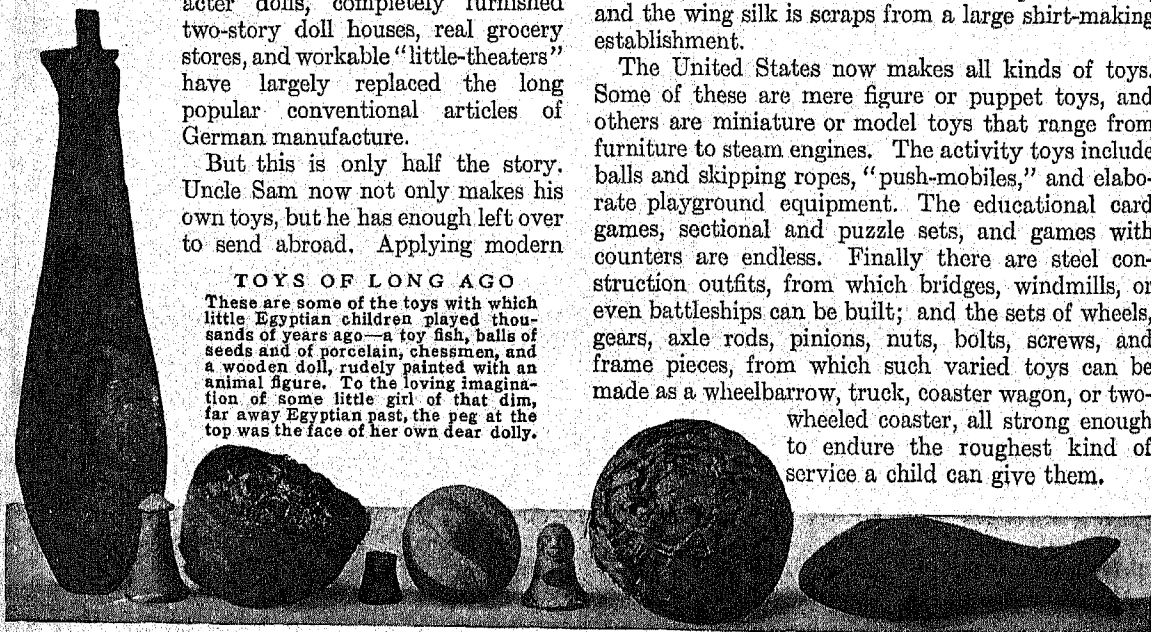 acter dolls, completely furnished
two-story doll houses, real grocery
stores, and workable "little-theaters"
have largely replaced the long
popular conventional articles of
German manufacture.
But this is only half the story.
Uncle Sam now not only makes his
own toys, but he has enough left over
to send abroad. Applying modern
TOYS OF LONG AGO
These are some of the toys with which
little Egyptian children played thou-
sands of years ago—a toy fish, balls of
seeds and of porcelain, chessmen, and
a wooden doll, rudely painted with an
animal figure. To the loving imagina-
tion of some little girl of that dim,
far away Egyptian past, the peg at the
top was the face of her own dear dolly.
and the wing silk is scraps from a large shirt-making
establishment.
The United States now makes all kinds of toys.
Some of these are mere figure or puppet toys, and
others are miniature or model toys that range from
furniture to steam engines. The activity toys include
balls and skipping ropes, "push-mobiles," and elabo-
rate playground equipment. The educational card
games, sectional and puzzle sets, and games with
counters are endless. Finally there are steel con-
struction outfits, from which bridges, windmills, or
even battleships can be built; and the sets of wheels,
gears, axle rods, pinions, nuts, bolts, screws, and
frame pieces, from which such varied toys can be
made as a wheelbarrow, truck, coaster wagon, or two-
wheeled coaster, all strong enough
to endure the roughest kind of
service a child can give them.